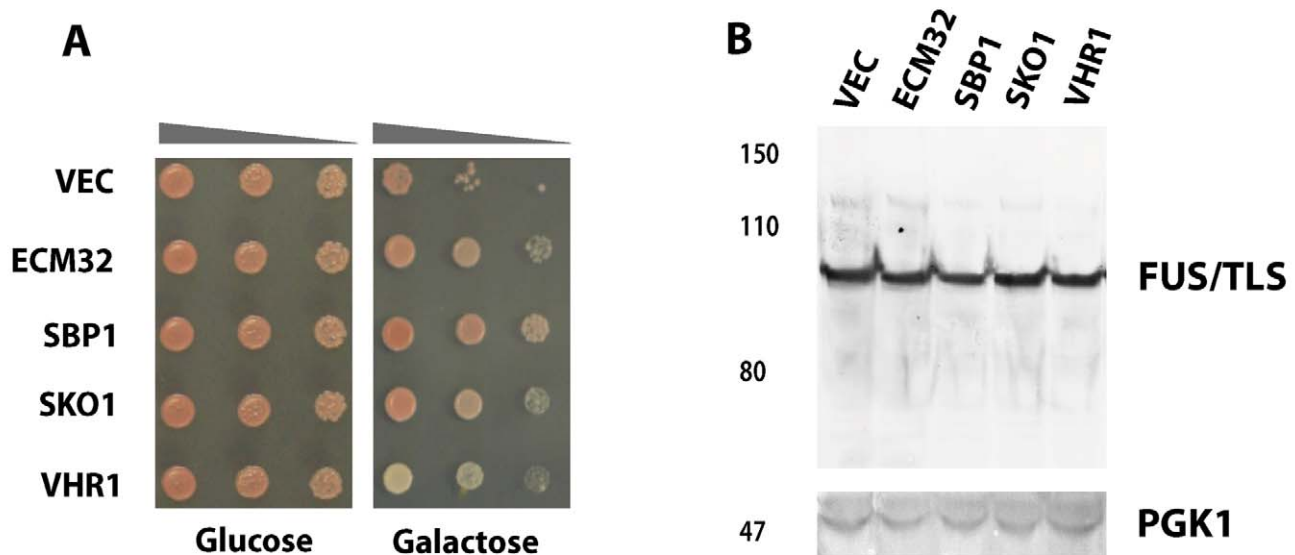 A
VEC
ECM32
SBP1
SKO1
VHR1
Glucose Galactose
B
VEC ECM32 SBP1 SKO1 VHR1
150
110
80
47
FUS/TLS
PGK1